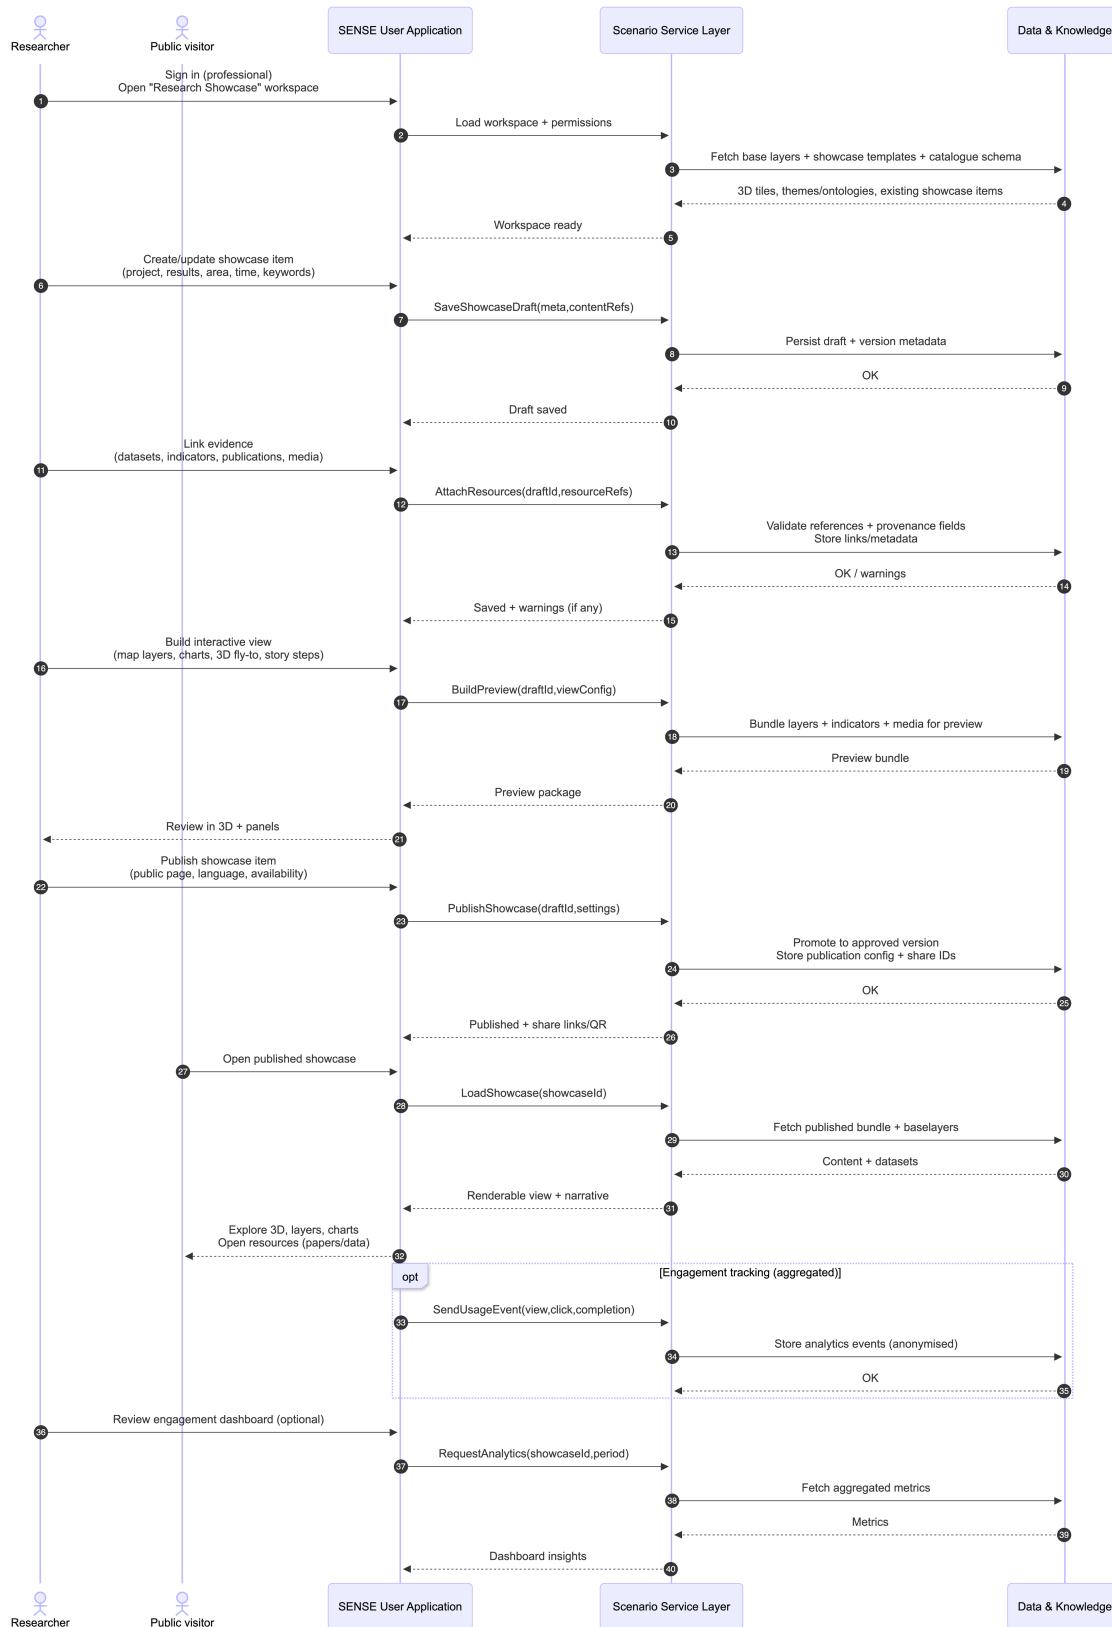 Researcher
Public visitor
SENSE User Application
Scenario Service Layer
Data & Knowledge
Sign in (professional)
Open "Research Showcase" workspace
1
Load workspace + permissions
2
Fetch base layers + showcase templates + catalogue schema
3
3D tiles, themes/ontologies, existing showcase items
4
Workspace ready
5
Create/update showcase item
(project, results, area, time, keywords)
6
SaveShowcaseDraft(meta,contentRefs)
7
Persist draft + version metadata
8
OK
9
Draft saved
10
Link evidence
(datasets, indicators, publications, media)
11
AttachResources(draftId,resourceRefs)
12
Validate references + provenance fields
Store links/metadata
13
OK / warnings
14
Saved + warnings (if any)
15
Build interactive view
(map layers, charts, 3D fly-to, story steps)
16
BuildPreview(draftId,viewConfig)
17
Bundle layers + indicators + media for preview
18
Preview bundle
19
Preview package
20
Review in 3D + panels
21
Publish showcase item
(public page, language, availability)
22
PublishShowcase(draftId,settings)
23
Promote to approved version
Store publication config + share IDs
24
OK
25
Published + share links/QR
26
Open published showcase
27
LoadShowcase(showcaseId)
28
Fetch published bundle + baselayers
29
Content + datasets
30
Renderable view + narrative
31
Explore 3D, layers, charts
Open resources (papers/data)
32
opt
[Engagement tracking (aggregated)]
SendUsageEvent(view,click,completion)
33
Store analytics events (anonymised)
34
OK
35
Review engagement dashboard (optional)
36
RequestAnalytics(showcaseId,period)
37
Fetch aggregated metrics
38
Metrics
39
Dashboard insights
40
Researcher
Public visitor
SENSE User Application
Scenario Service Layer
Data & Knowledge